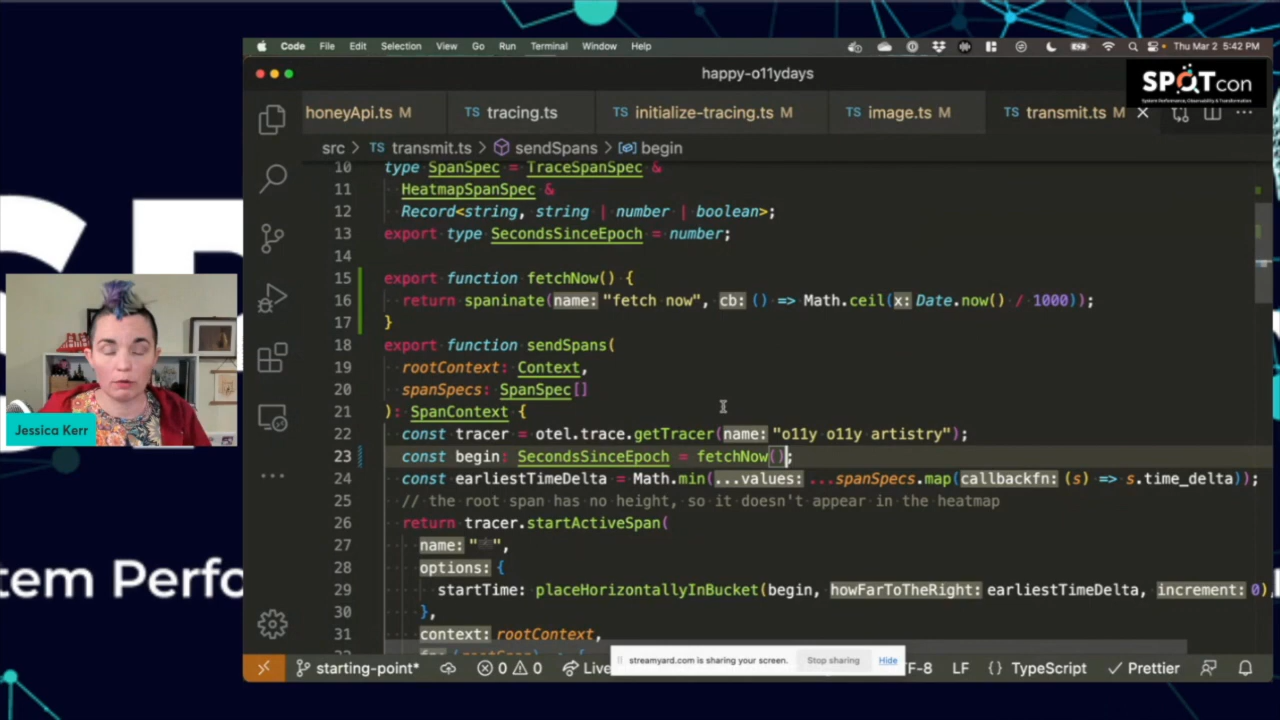 Code File Edit Selection View Go Run Terminal Window Help Thu Mar 2 5:42 PM
happy-o11ydays
SPOTcon
System Performance, Observability & Transformation
honeyApi.ts M TS tracing.ts TS initialize-tracing.ts M TS image.ts M TS transmit.ts M
src > TS transmit.ts > sendSpans > begin
10 type SpanSpec = TraceSpanSpec &
11 HeatmapSpanSpec &
12 Record<string, string | number | boolean>;
13 export type SecondsSinceEpoch = number;
14
15 export function fetchNow() {
16 return spaninate(name: "fetch now", cb: () => Math.ceil(x: Date.now() / 1000));
17 }
18 export function sendSpans(
19 rootContext: Context,
20 spanSpecs: SpanSpec[]
21 ): SpanContext {
22 const tracer = otel.trace.getTracer(name: "o11y o11y artistry");
23 const begin: SecondsSinceEpoch = fetchNow();
24 const earliestTimeDelta = Math.min(...values: ...spanSpecs.map(callbackfn: (s) => s.time_delta));
25 // the root span has no height, so it doesn't appear in the heatmap
26 return tracer.startActiveSpan(
27 name: " ",
28 options: {
29 startTime: placeHorizontallyInBucket(begin, howFarToTheRight: earliestTimeDelta, increment: 0),
30 },
31 context: rootContext,
Jessica Kerr
streamyard.com is sharing your screen. Stop sharing Hide
starting-point* 0 0 Live F-8 LF {} TypeScript Prettier
tem Perfo